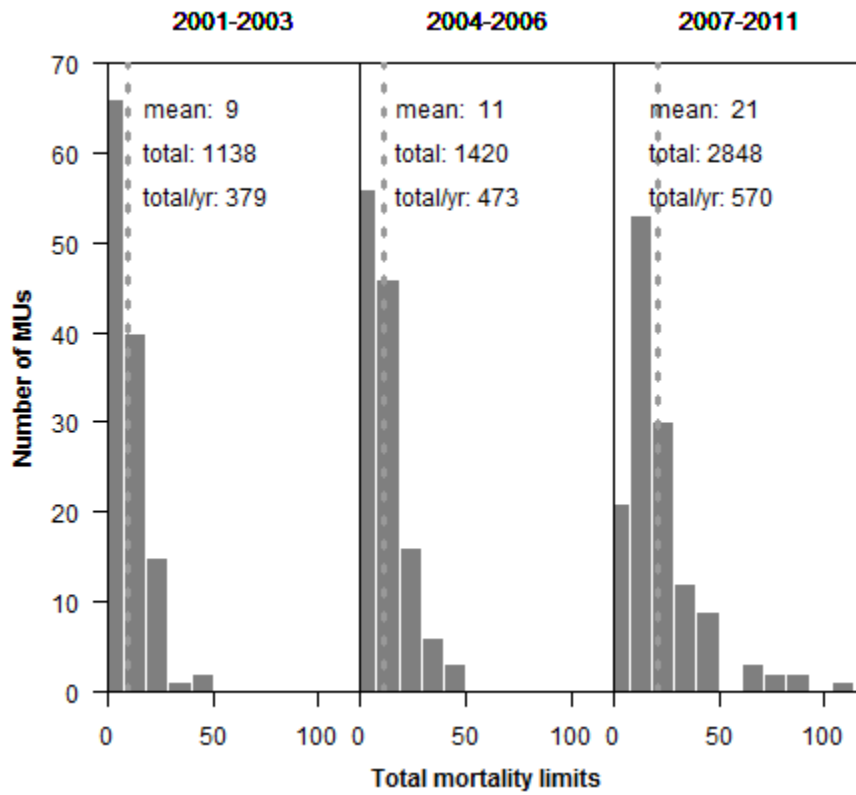 2001-2003 2004-2006 2007-2011
70
60
50
40
30
20
10
0
Number of MUs
mean: 9
total: 1138
total/yr: 379
mean: 11
total: 1420
total/yr: 473
mean: 21
total: 2848
total/yr: 570
0 50 100 0 50 100 0 50 100
Total mortality limits